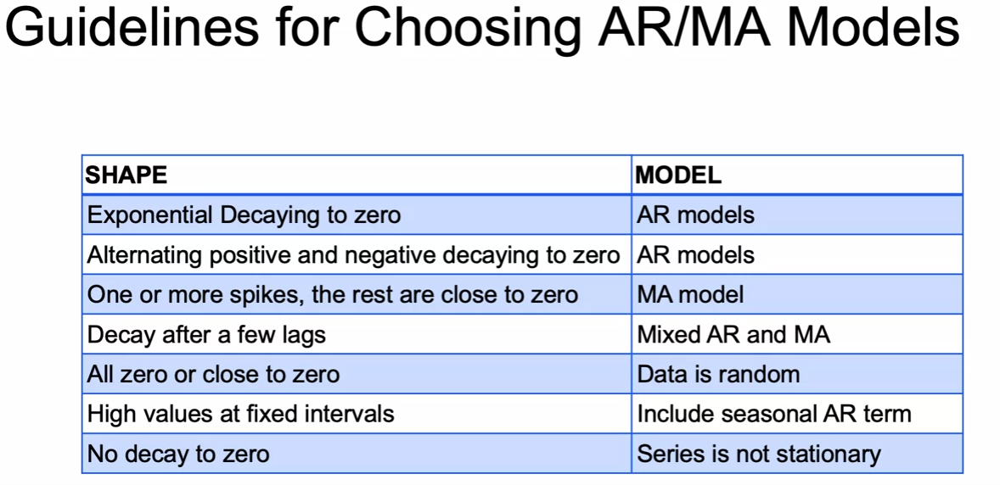 Guidelines for Choosing AR/MA Models
SHAPE MODEL
Exponential Decaying to zero AR models
Alternating positive and negative decaying to zero AR models
One or more spikes, the rest are close to zero MA model
Decay after a few lags Mixed AR and MA
All zero or close to zero Data is random
High values at fixed intervals Include seasonal AR term
No decay to zero Series is not stationary